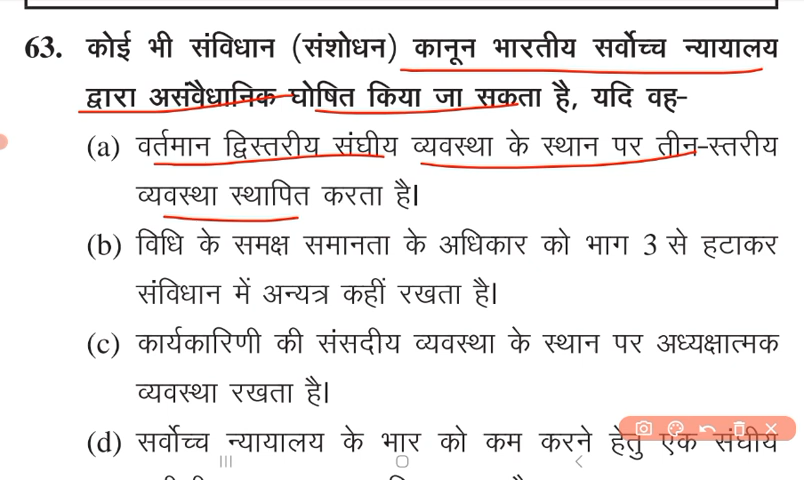 63. कोई भी संविधान (संशोधन) कानून भारतीय सर्वोच्च न्यायालय
द्वारा असंवैधानिक घोषित किया जा सकता है, यदि वह–
(a) वर्तमान द्विस्तरीय संघीय व्यवस्था के स्थान पर तीन-स्तरीय
व्यवस्था स्थापित करता है।
(b) विधि के समक्ष समानता के अधिकार को भाग 3 से हटाकर
संविधान में अन्यत्र कहीं रखता है।
(c) कार्यकारिणी की संसदीय व्यवस्था के स्थान पर अध्यक्षात्मक
व्यवस्था रखता है।
(d) सर्वोच्च न्यायालय के भार को कम करने हेतु एक संघीय